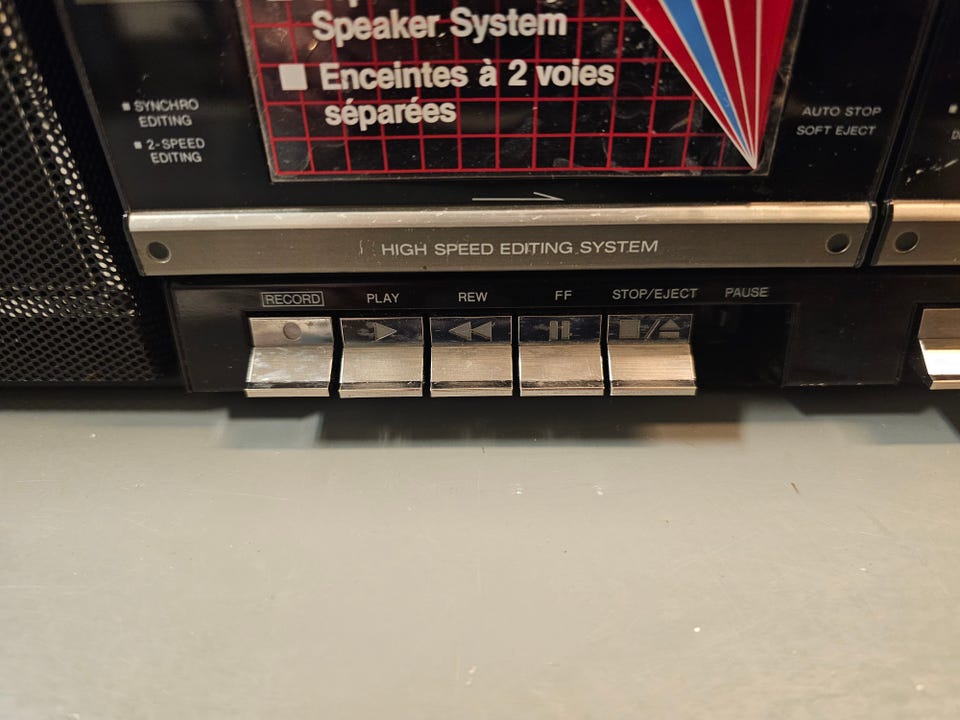 Speaker System
■ Enceintes à 2 voies
séparées
■ SYNCHRO
EDITING
■ 2-SPEED
EDITING
AUTO STOP
SOFT EJECT
HIGH SPEED EDITING SYSTEM
RECORD PLAY REW FF STOP/EJECT PAUSE